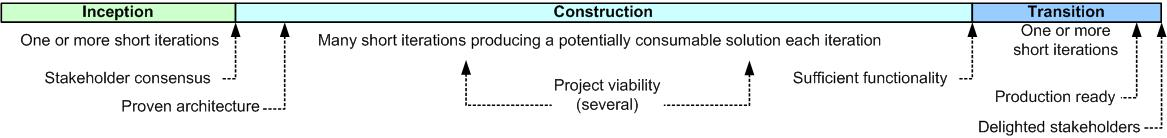 Inception
Construction
Transition
One or more short iterations
Many short iterations producing a potentially consumable solution each iteration
One or more
short iterations
Stakeholder consensus
Project viability
(several)
Sufficient functionality
Proven architecture
Production ready
Delighted stakeholders